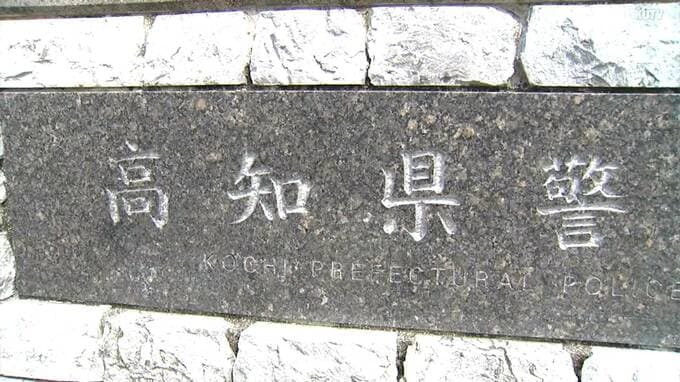 高知県警
KOCHI PREFECTURAL POLICE